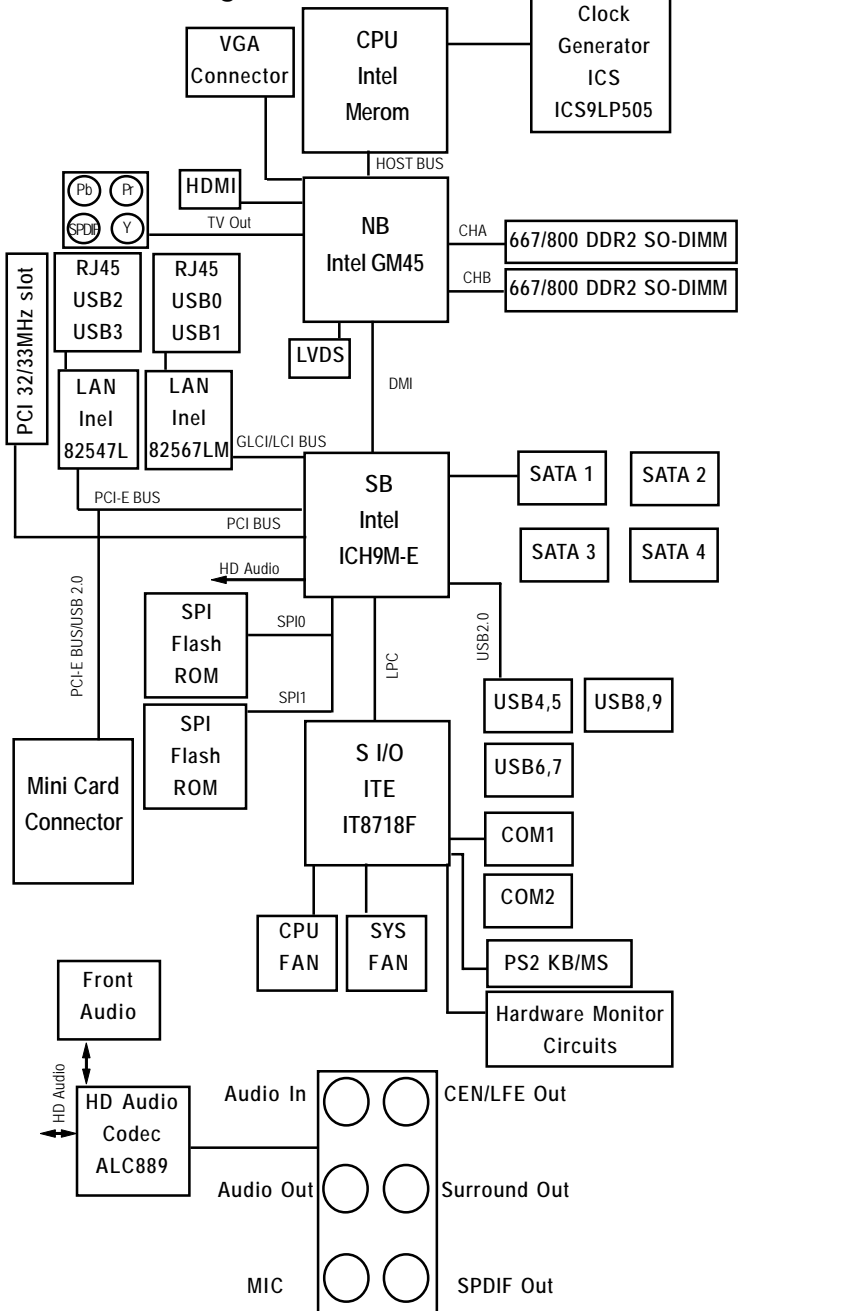 Clock
Generator
ICS
ICS9LP505
CPU
Intel
Merom
VGA
Connector
HOST BUS
Pb
Pr
SPDIF
Y
HDMI
TV Out
NB
Intel GM45
CHA
667/800 DDR2 SO-DIMM
CHB
667/800 DDR2 SO-DIMM
PCI 32/33MHz slot
RJ45
USB2
USB3
RJ45
USB0
USB1
LVDS
DMI
LAN
Inel
82547L
LAN
Inel
82567LM
GLCI/LCI BUS
PCI-E BUS
PCI BUS
SB
Intel
ICH9M-E
SATA 1
SATA 2
SATA 3
SATA 4
HD Audio
PCI-E BUS/USB 2.0
SPI
Flash
ROM
SPI0
SPI1
LPC
USB2.0
SPI
Flash
ROM
USB4,5
USB8,9
USB6,7
Mini Card
Connector
S I/O
ITE
IT8718F
COM1
COM2
CPU
FAN
SYS
FAN
PS2 KB/MS
Hardware Monitor
Circuits
Front
Audio
HD Audio
HD Audio
Codec
ALC889
Audio In
CEN/LFE Out
Audio Out
Surround Out
MIC
SPDIF Out